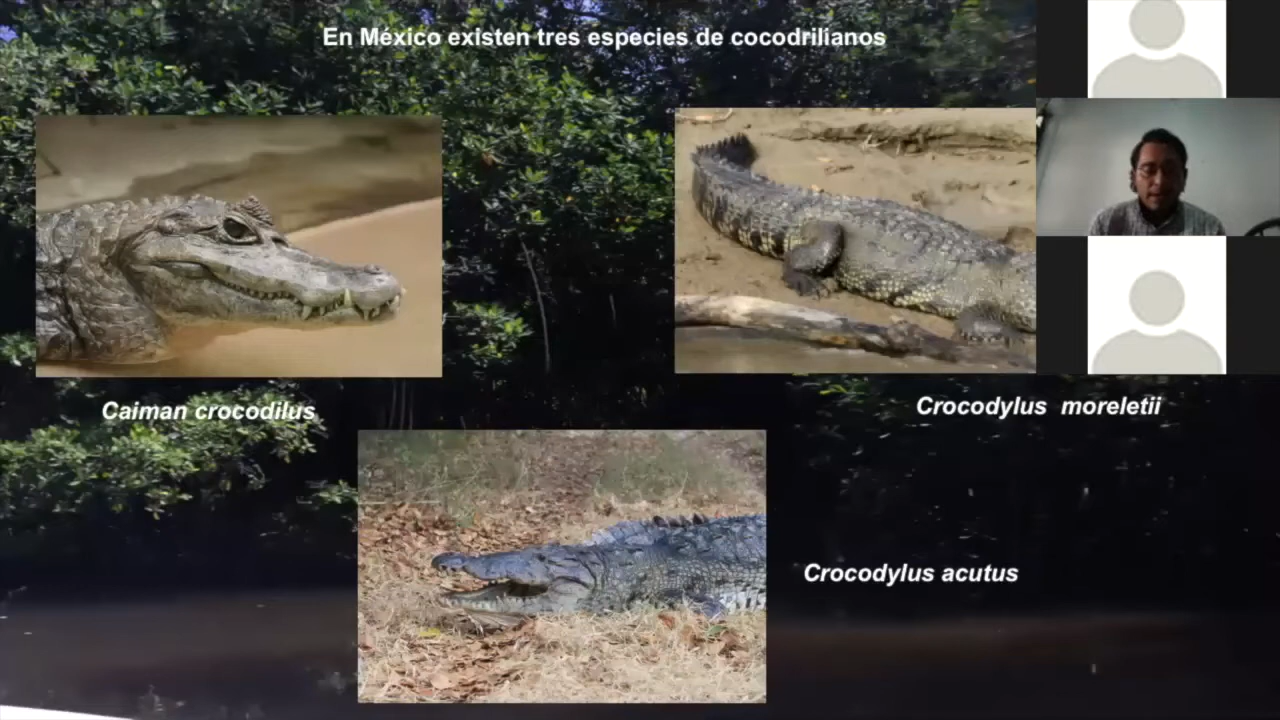 En México existen tres especies de cocodrilianos
Caiman crocodilus
Crocodylus moreletii
Crocodylus acutus